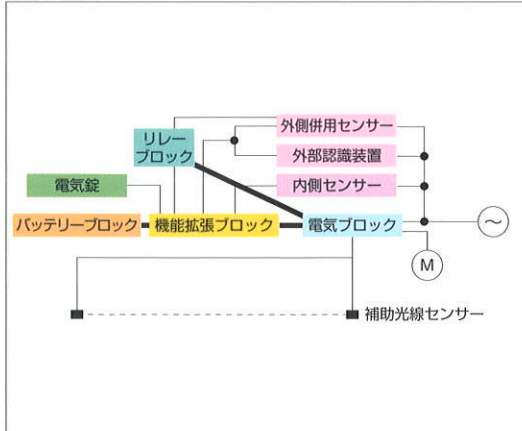 リレー
ブロック
外側併用センサー
外部認識装置
内側センサー
電気錠
バッテリーブロック
機能拡張ブロック
電気ブロック
～
M
補助光線センサー